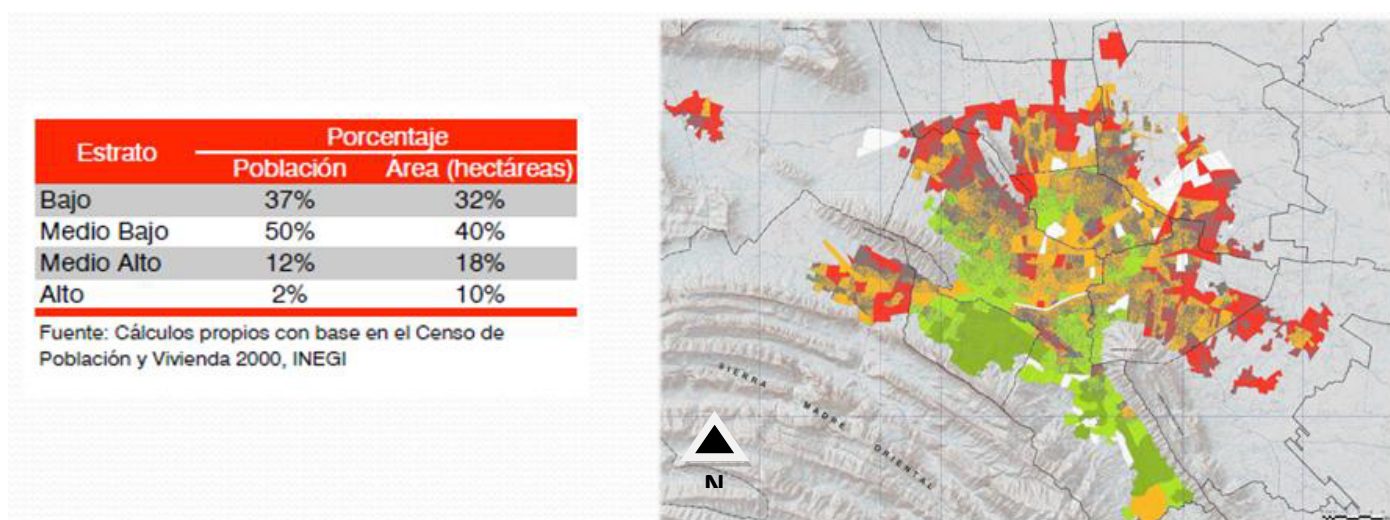 Estrato Porcentaje
Población Área (hectáreas)
Bajo 37% 32%
Medio Bajo 50% 40%
Medio Alto 12% 18%
Alto 2% 10%
Fuente: Cálculos propios con base en el Censo de
Población y Vivienda 2000, INEGI
SIERRA
MADRE
ORIENTAL
N